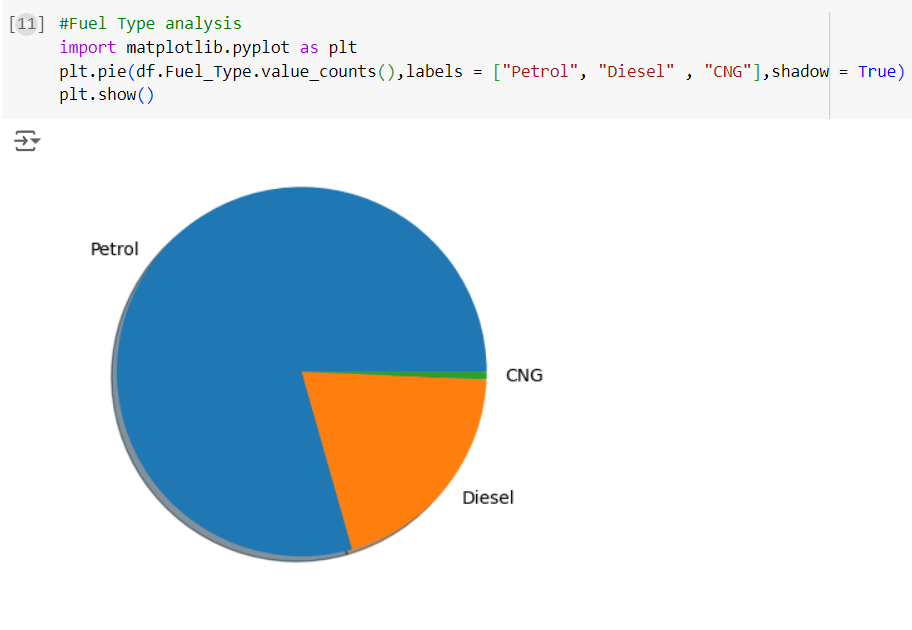 [11] #Fuel Type analysis
import matplotlib.pyplot as plt
plt.pie(df.Fuel_Type.value_counts(),labels = ["Petrol", "Diesel" , "CNG"],shadow = True)
plt.show()
Petrol
CNG
Diesel